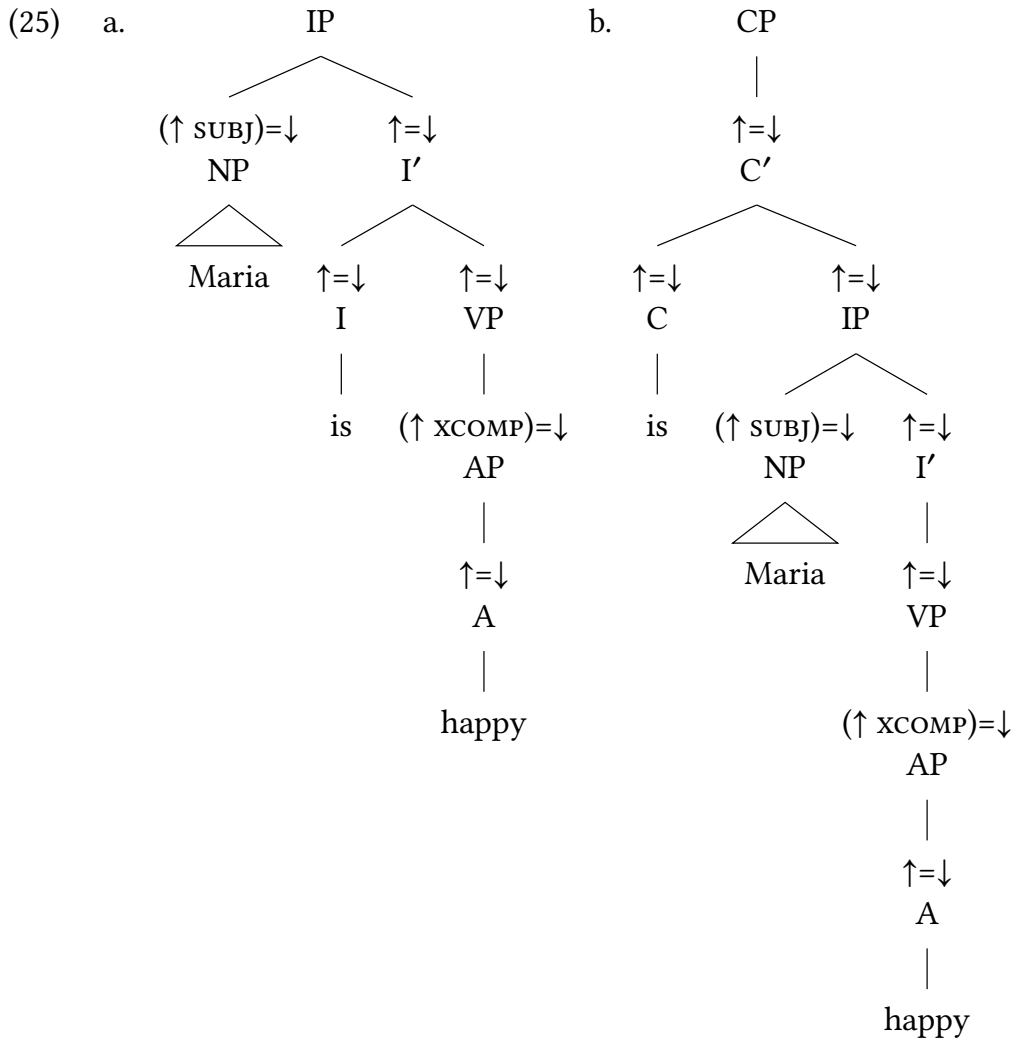 (25) a. IP b. CP
(↑ SUBJ)=↓ ↑=↓ ↑=↓
NP I′ C′
Maria ↑=↓ ↑=↓ ↑=↓ ↑=↓
I VP C IP
is (↑ XCOMP)=↓ is (↑ SUBJ)=↓ ↑=↓
AP NP I′
↑=↓ Maria ↑=↓
A VP
happy (↑ XCOMP)=↓
AP
↑=↓
A
happy